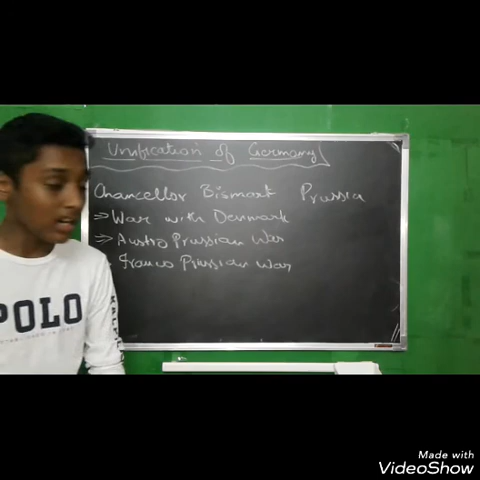 Unification of Germany
Chancellor Bismark Prussia
=> War with Denmark
=> Austro Prussian War
Franco Prussian War
POLO
RALPH
Made with
VideoShow